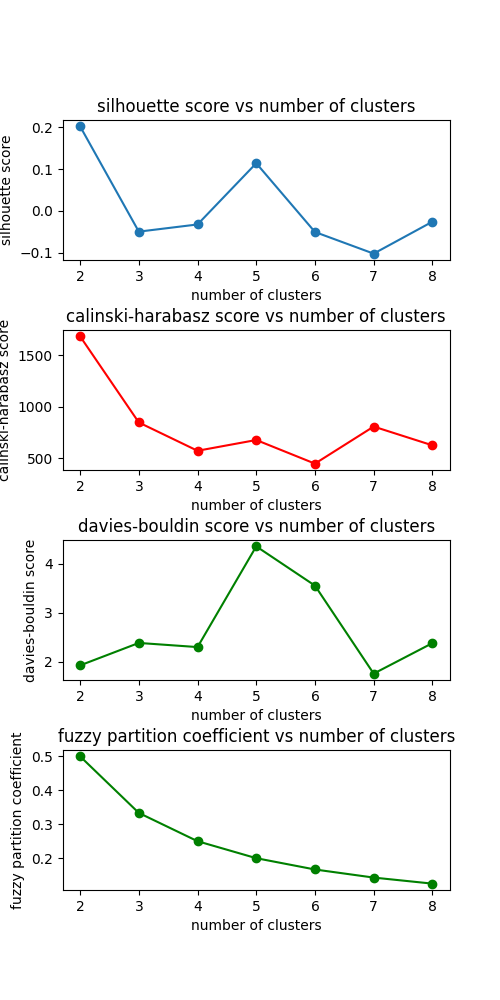 silhouette score vs number of clusters
silhouette score
0.2
0.1
0.0
−0.1
2 3 4 5 6 7 8
number of clusters
calinski-harabasz score vs number of clusters
calinski-harabasz score
1500
1000
500
2 3 4 5 6 7 8
number of clusters
davies-bouldin score vs number of clusters
davies-bouldin score
4
3
2
2 3 4 5 6 7 8
number of clusters
fuzzy partition coefficient vs number of clusters
fuzzy partition coefficient
0.5
0.4
0.3
0.2
2 3 4 5 6 7 8
number of clusters